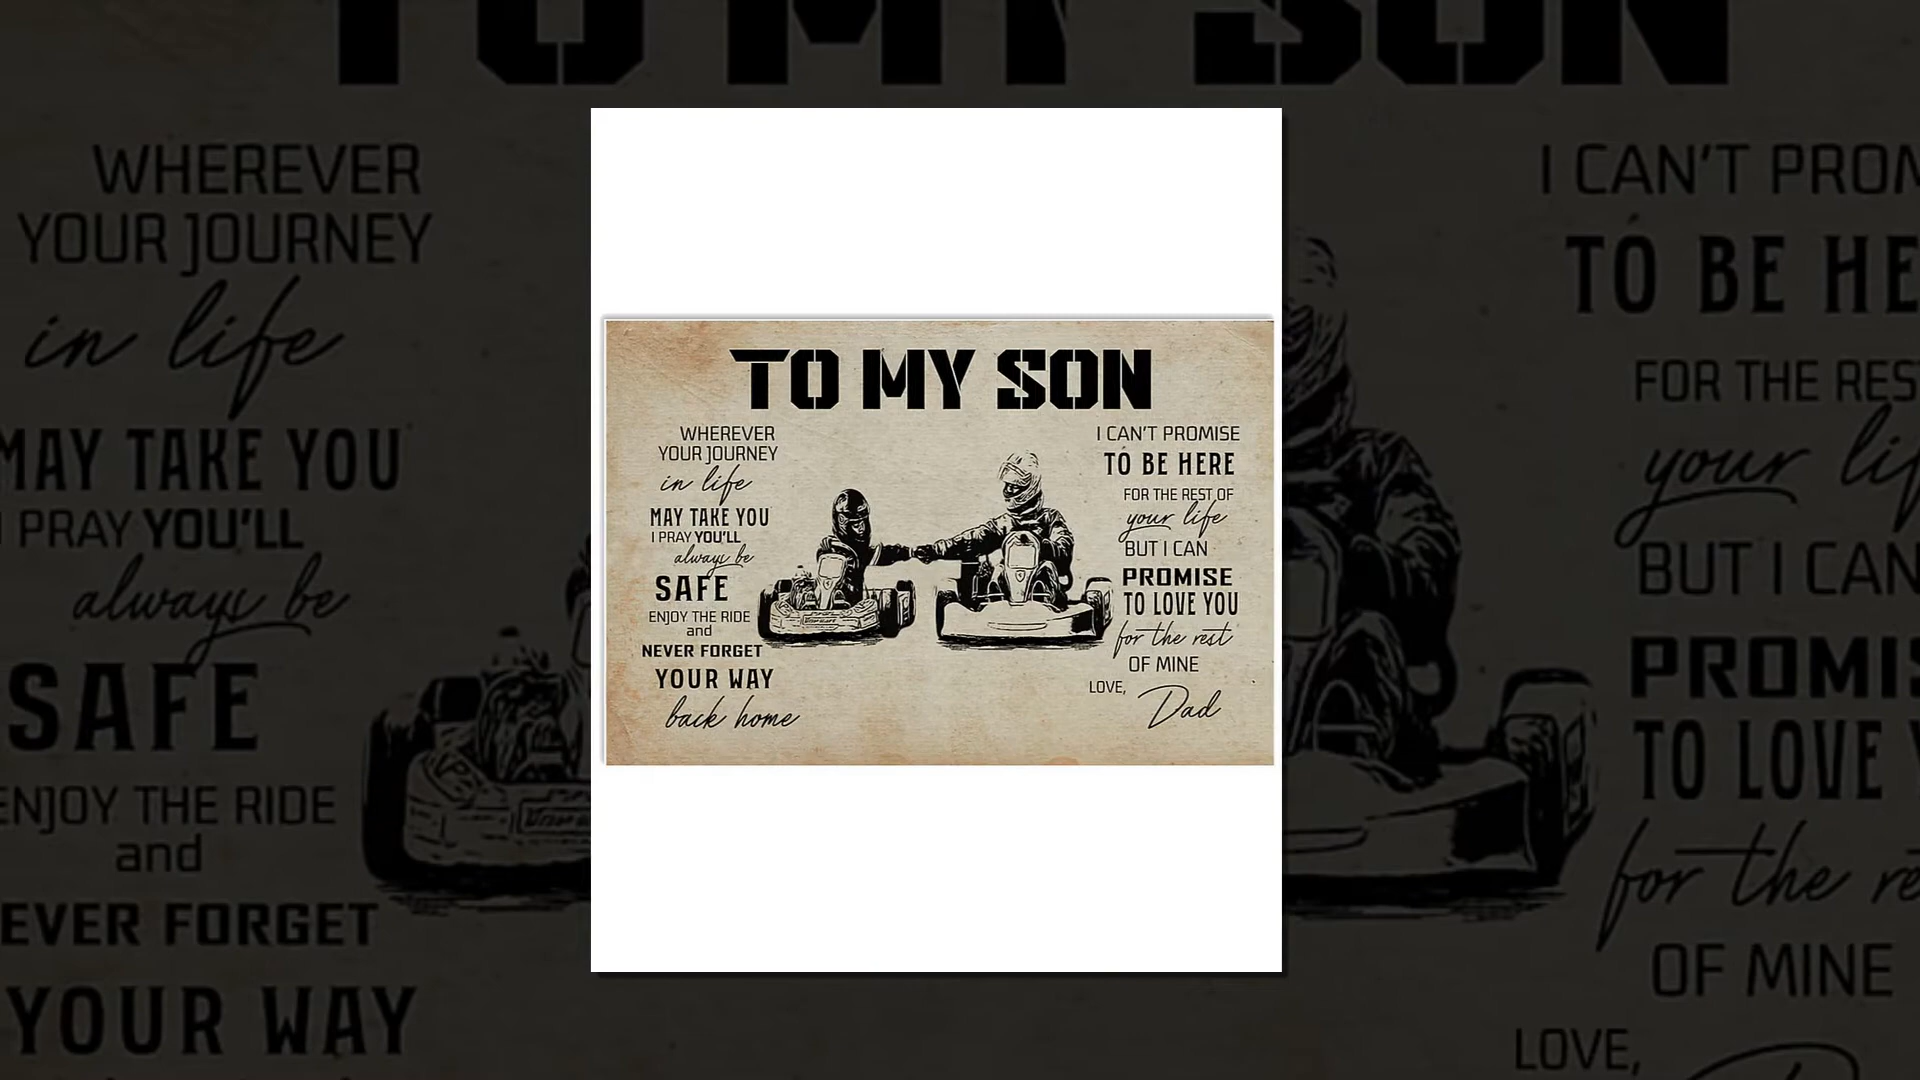 TO MY SON
WHEREVER
YOUR JOURNEY
in life
MAY TAKE YOU
I PRAY YOU'LL
always be
SAFE
ENJOY THE RIDE
and
NEVER FORGET
YOUR WAY
back home
I CAN'T PROMISE
TO BE HERE
FOR THE REST OF
your life
BUT I CAN
PROMISE
TO LOVE YOU
for the rest
OF MINE
LOVE,
Dad